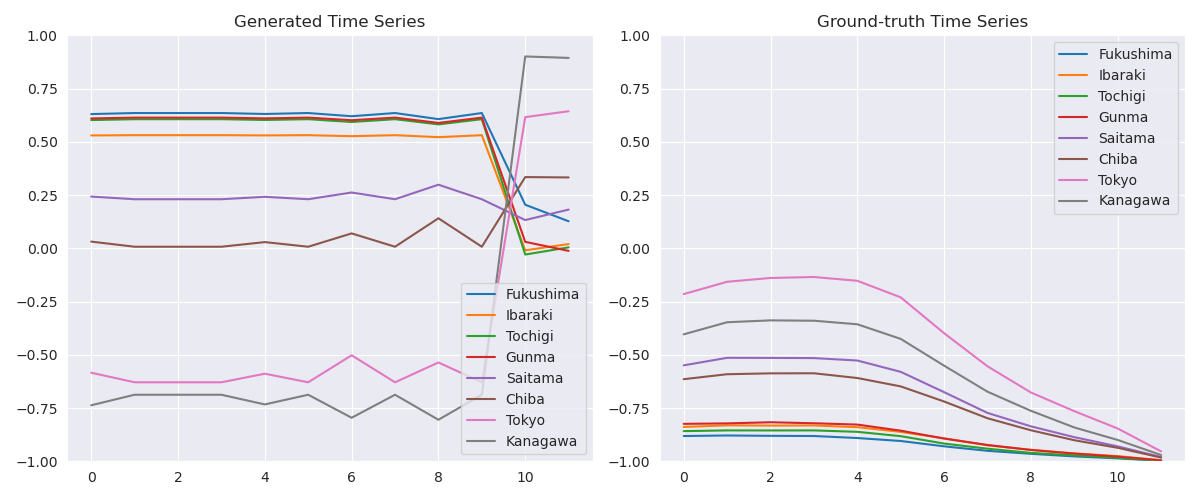 Generated Time Series
1.00
0.75
0.50
0.25
0.00
−0.25
−0.50
−0.75
−1.00
0 2 4 6 8 10
Fukushima
Ibaraki
Tochigi
Gunma
Saitama
Chiba
Tokyo
Kanagawa
Ground-truth Time Series
1.00
0.75
0.50
0.25
0.00
−0.25
−0.50
−0.75
−1.00
0 2 4 6 8 10
Fukushima
Ibaraki
Tochigi
Gunma
Saitama
Chiba
Tokyo
Kanagawa